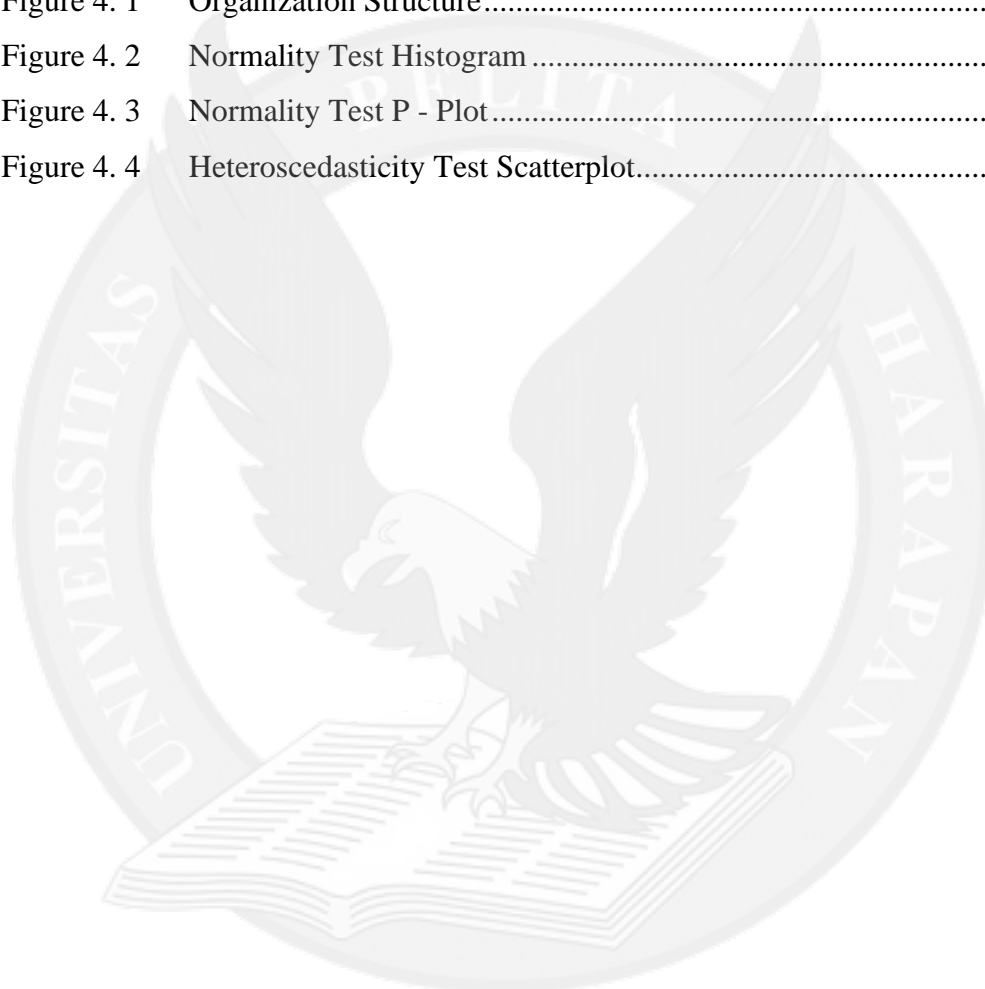 Figure 4. 1 Organization Structure....................................................................
Figure 4. 2 Normality Test Histogram ..............................................................
Figure 4. 3 Normality Test P - Plot...................................................................
Figure 4. 4 Heteroscedasticity Test Scatterplot.................................................
UNIVERSITAS PELITA HARAPAN